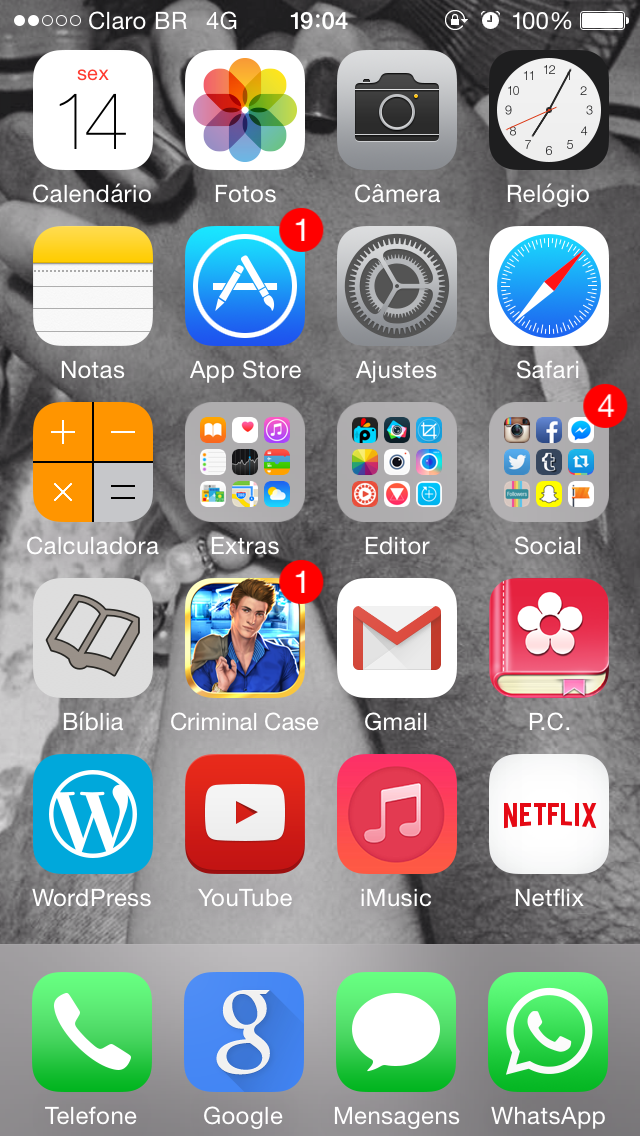 Claro BR 4G 19:04 100%
sex
14
12
11 1
10 2
9 3
8 4
7 5
6
Calendário Fotos Câmera Relógio
1
Notas App Store Ajustes Safari
4
Followers
Calculadora Extras Editor Social
1
Bíblia Criminal Case Gmail P.C.
NETFLIX
WordPress YouTube iMusic Netflix
Telefone Google Mensagens WhatsApp